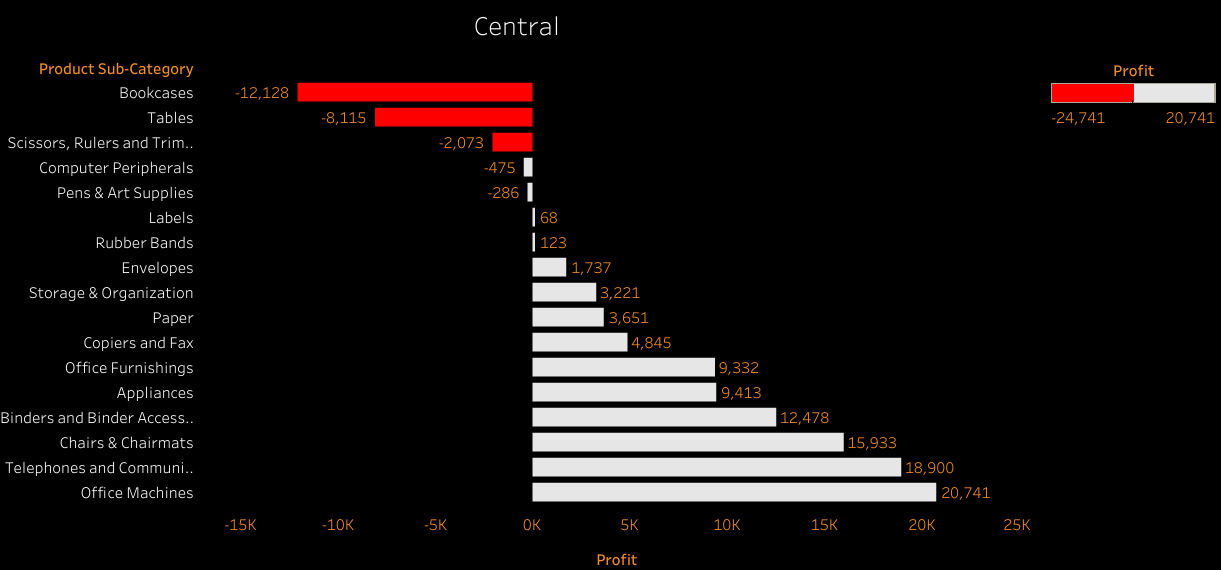 Central
Product Sub-Category
Profit
Bookcases -12,128
-24,741 20,741
Tables -8,115
Scissors, Rulers and Trim.. -2,073
Computer Peripherals -475
Pens & Art Supplies -286
Labels 68
Rubber Bands 123
Envelopes 1,737
Storage & Organization 3,221
Paper 3,651
Copiers and Fax 4,845
Office Furnishings 9,332
Appliances 9,413
Binders and Binder Access.. 12,478
Chairs & Chairmats 15,933
Telephones and Communi.. 18,900
Office Machines 20,741
-15K -10K -5K 0K 5K 10K 15K 20K 25K
Profit